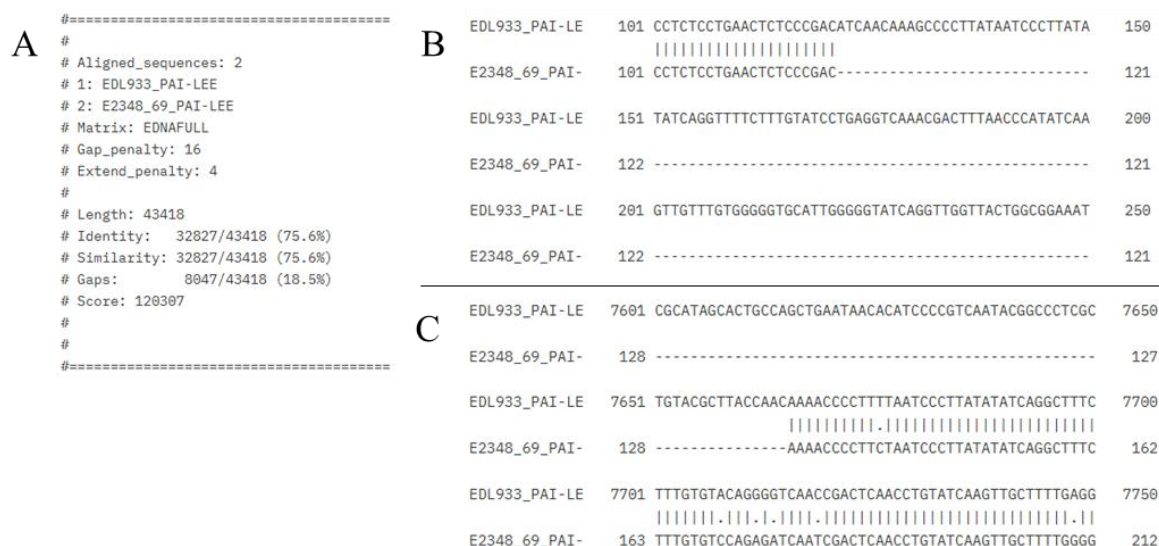 A
#=======================================
#
# Aligned_sequences: 2
# 1: EDL933_PAI-LEE
# 2: E2348_69_PAI-LEE
# Matrix: EDNAFULL
# Gap_penalty: 16
# Extend_penalty: 4
#
# Length: 43418
# Identity:   32827/43418 (75.6%)
# Similarity: 32827/43418 (75.6%)
# Gaps:        8047/43418 (18.5%)
# Score: 120307
#
#
#=======================================
B
EDL933_PAI-LE    101 CCTCTCCTGAACTCTCCCGACATCAACAAAGCCCCTTATAATCCCTTATA    150
                     |||||||||||||||||||||
E2348_69_PAI-    101 CCTCTCCTGAACTCTCCCGAC-----------------------------    121
EDL933_PAI-LE    151 TATCAGGTTTTCTTTGTATCCTGAGGTCAAACGACTTTAACCCATATCAA    200
E2348_69_PAI-    122 --------------------------------------------------    121
EDL933_PAI-LE    201 GTTGTTTGTGGGGGTGCATTGGGGGTATCAGGTTGGTTACTGGCGGAAAT    250
E2348_69_PAI-    122 --------------------------------------------------    121
C
EDL933_PAI-LE   7601 CGCATAGCACTGCCAGCTGAATAACACATCCCCGTCAATACGGCCCTCGC   7650
E2348_69_PAI-    128 --------------------------------------------------    127
EDL933_PAI-LE   7651 TGTACGCTTACCAACAAAACCCCTTTTAATCCCTTATATATCAGGCTTTC   7700
                                    ||||||||||.||||||||||||||||||||||||
E2348_69_PAI-    128 ---------------AAAACCCCTTCTAATCCCTTATATATCAGGCTTTC    162
EDL933_PAI-LE   7701 TTTGTGTACAGGGGTCAACCGACTCAACCTGTATCAAGTTGCTTTTGAGG   7750
                     |||||||.|||.|.||||.||||||||||||||||||||||||||||.||
E2348_69_PAI-    163 TTTGTGTCCAGAGATCAATCGACTCAACCTGTATCAAGTTGCTTTTGGGG    212